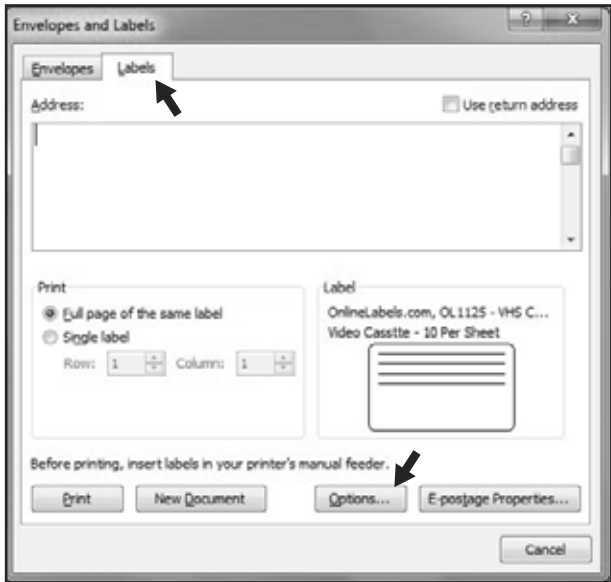 Envelopes and Labels
Envelopes Labels
Address: Use return address
Print
Full page of the same label
Single label
Row: 1 Column: 1
Label
OnlineLabels.com, OL1125 - VHS C...
Video Casstte - 10 Per Sheet
Before printing, insert labels in your printer's manual feeder.
Print New Document Options... E-postage Properties...
Cancel